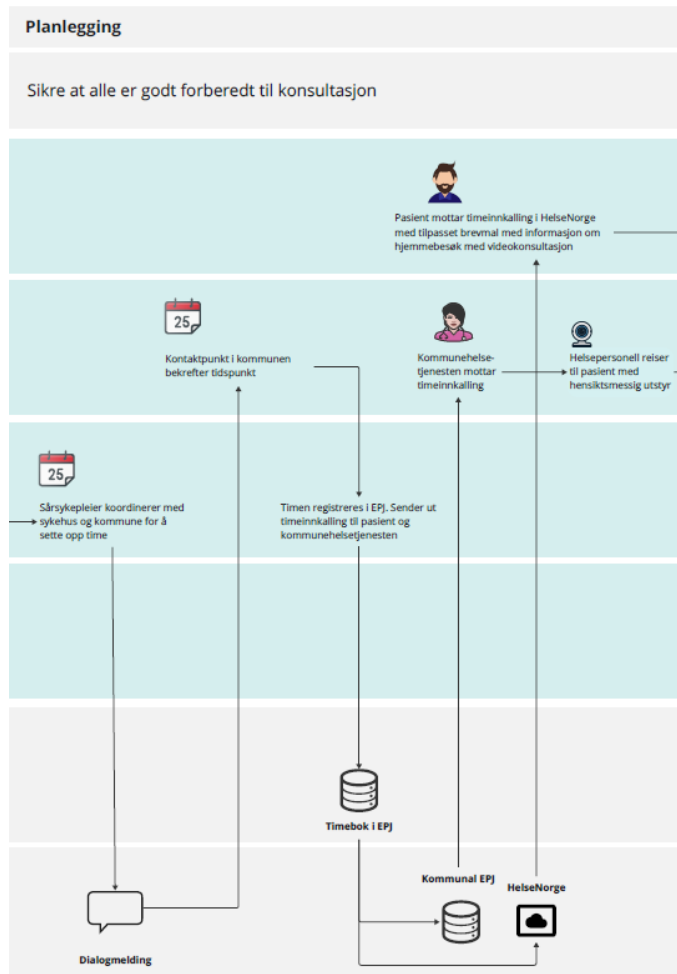 Planlegging
Sikre at alle er godt forberedt til konsultasjon
Pasient mottar timeinnkalling i HelseNorge
med tilpasset brevmal med informasjon om
hjemmebesøk med videokonsultasjon
25
Kontaktpunkt i kommunen
bekrefter tidspunkt
Kommunehelse-
tjenesten mottar
timeinnkalling
Helsepersonell reiser
til pasient med
hensiktsmessig utstyr
25
Sårsykepleier koordinerer med
sykehus og kommune for å
sette opp time
Timen registreres i EPJ. Sender ut
timeinnkalling til pasient og
kommunehelsetjenesten
Timebok i EPJ
Kommunal EPJ
HelseNorge
Dialogmelding